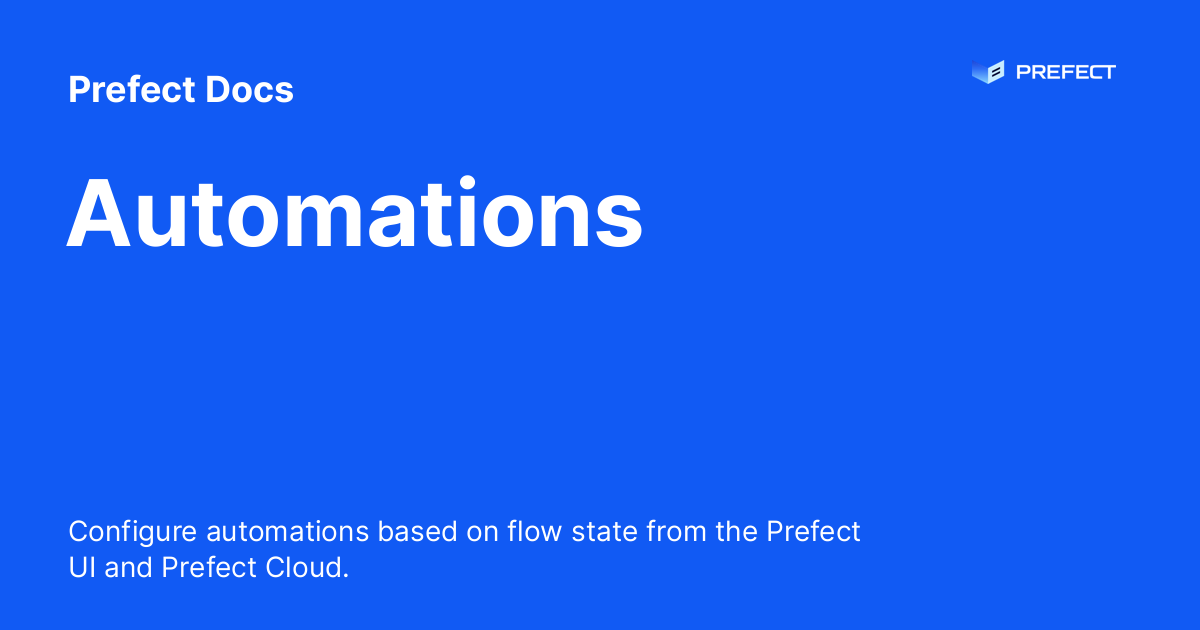 Prefect Docs
PREFECT
Automations
Configure automations based on flow state from the Prefect
UI and Prefect Cloud.